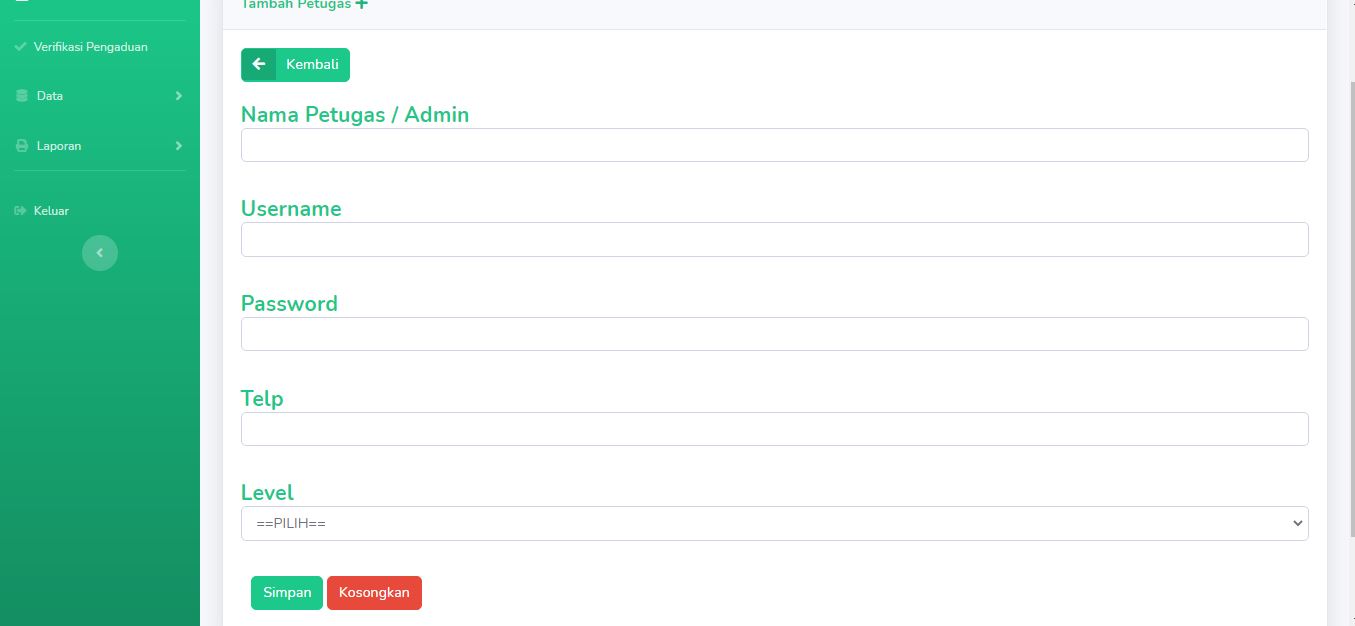 Tambah Petugas
Verifikasi Pengaduan
Data
Laporan
Keluar
Kembali
Nama Petugas / Admin
Username
Password
Telp
Level
==PILIH==
Simpan Kosongkan